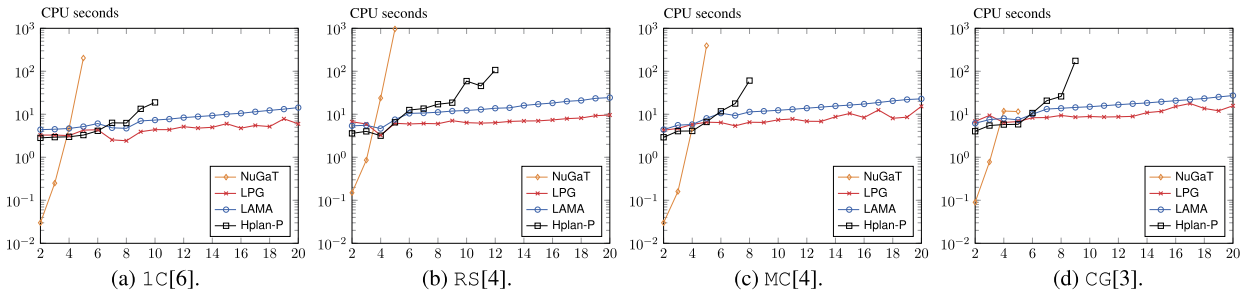 CPU seconds
10^3
10^2
10^1
10^0
10^−1
10^−2
NuGaT
LPG
LAMA
Hplan-P
2 4 6 8 10 12 14 16 18 20
(a) 1C[6].
CPU seconds
10^3
10^2
10^1
10^0
10^−1
10^−2
NuGaT
LPG
LAMA
Hplan-P
2 4 6 8 10 12 14 16 18 20
(b) RS[4].
CPU seconds
10^3
10^2
10^1
10^0
10^−1
10^−2
NuGaT
LPG
LAMA
Hplan-P
2 4 6 8 10 12 14 16 18 20
(c) MC[4].
CPU seconds
10^3
10^2
10^1
10^0
10^−1
10^−2
NuGaT
LPG
LAMA
Hplan-P
2 4 6 8 10 12 14 16 18 20
(d) CG[3].